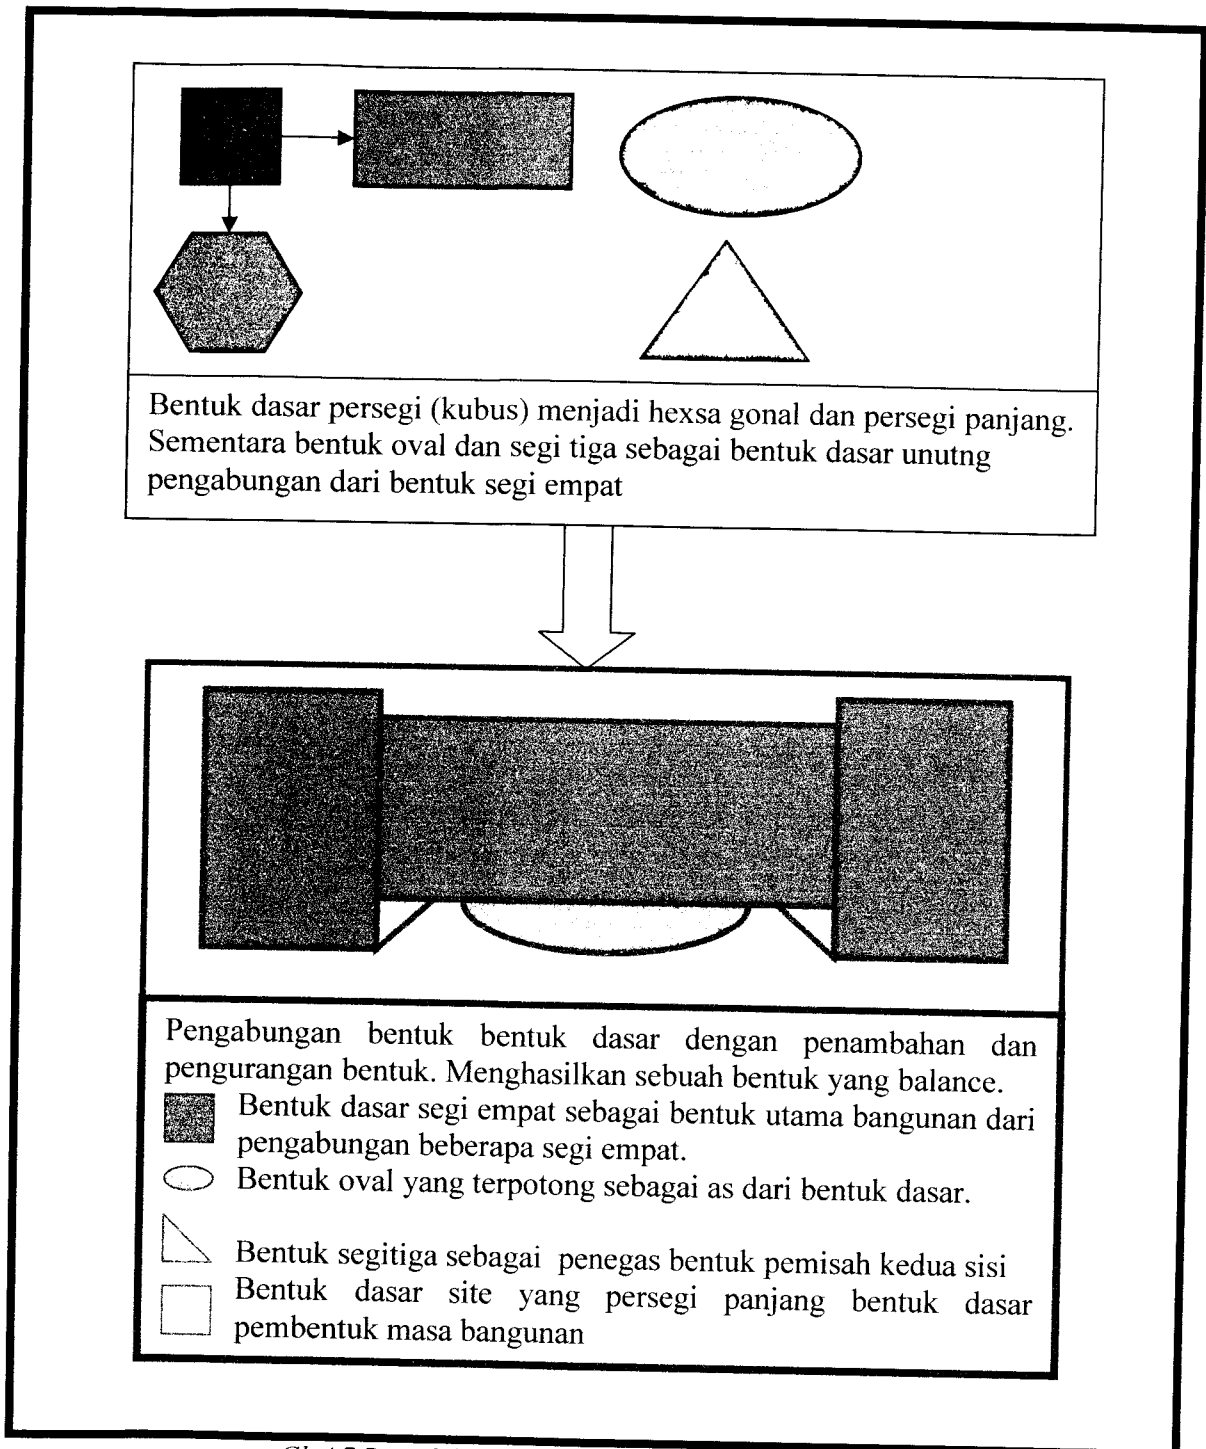 Bentuk dasar persegi (kubus) menjadi hexsa gonal dan persegi panjang.
Sementara bentuk oval dan segi tiga sebagai bentuk dasar unutng
pengabungan dari bentuk segi empat
Pengabungan bentuk bentuk dasar dengan penambahan dan
pengurangan bentuk. Menghasilkan sebuah bentuk yang balance.
Bentuk dasar segi empat sebagai bentuk utama bangunan dari
pengabungan beberapa segi empat.
Bentuk oval yang terpotong sebagai as dari bentuk dasar.
Bentuk segitiga sebagai penegas bentuk pemisah kedua sisi
Bentuk dasar site yang persegi panjang bentuk dasar
pembentuk masa bangunan